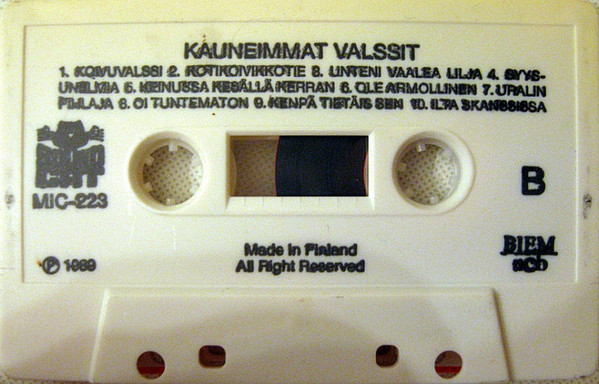 KAUNEIMMAT VALSSIT
1. KOIVUVALSSI 2. KOTIKOIVIKKOTIE 3. UNTENI VAALEA LILJA 4. SYYS-
UNELMIA 5. KEINUSSA KESÄLLÄ KERRAN 6. OLE ARMOLLINEN 7. URALIN
PIHLAJA 8. OI TUNTEMATON 9. KENPÄ TIETÄIS SEN 10. ILTA SKANSSISSA
SOUND
CAT
MIC-223
B
Made in Finland
All Right Reserved
℗ 1989
BIEM
NCB